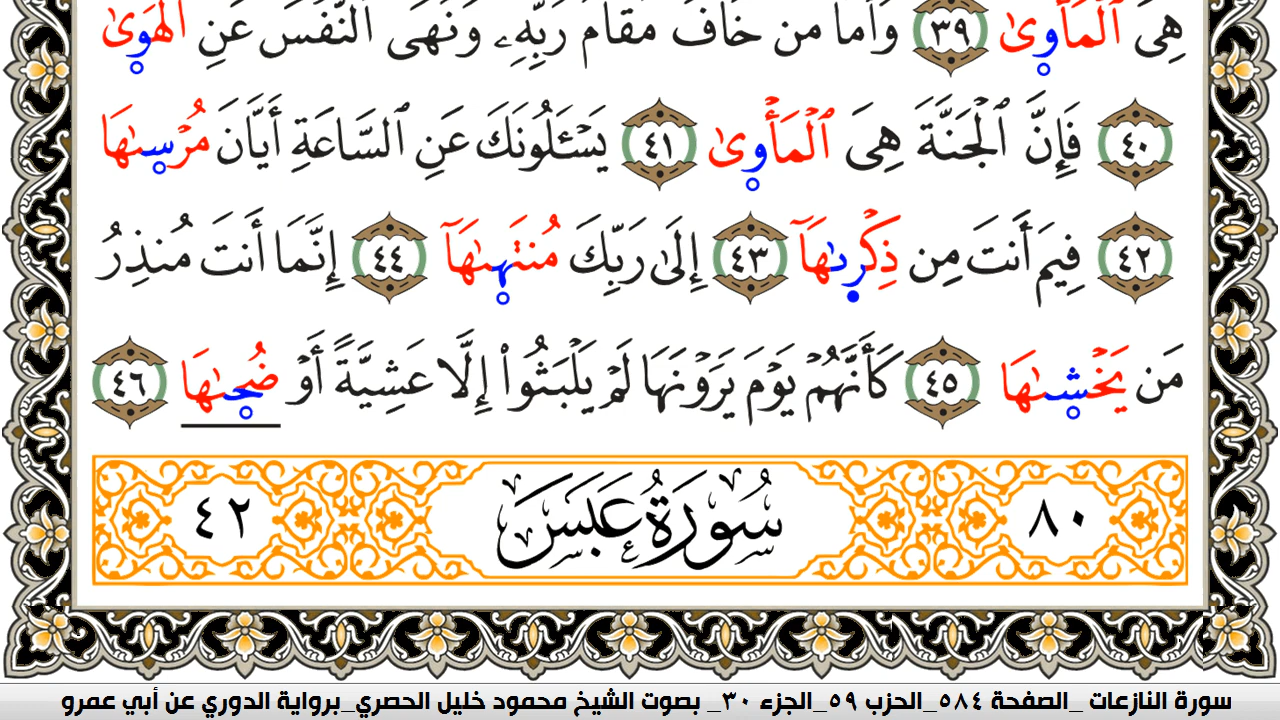 هِىَ ٱلْمَأْوِىٰ ٣٩ وَأَمَّا مَنْ خَافَ مَقَامَ رَبِّهِۦ وَنَهَى ٱلنَّفْسَ عَنِ ٱلْهَوِىٰ
٤٠ فَإِنَّ ٱلْجَنَّةَ هِىَ ٱلْمَأْوِىٰ ٤١ يَسْـَٔلُونَكَ عَنِ ٱلسَّاعَةِ أَيَّانَ مُرْسِىٰهَا
٤٢ فِيمَ أَنتَ مِن ذِكْرِىٰهَآ ٤٣ إِلَىٰ رَبِّكَ مُنتَهِىٰهَآ ٤٤ إِنَّمَا أَنتَ مُنذِرُ
مَن يَخْشِىٰهَا ٤٥ كَأَنَّهُمْ يَوْمَ يَرَوْنَهَا لَمْ يَلْبَثُوا۟ إِلَّا عَشِيَّةً أَوْ ضُحِىٰهَا ٤٦
٨٠ سُورَةُ عَبَسَ ٤٢
سورة النازعات _الصفحة ٥٨٤_الحزب ٥٩_الجزء ٣٠_ بصوت الشيخ محمود خليل الحصري_برواية الدوري عن أبي عمرو